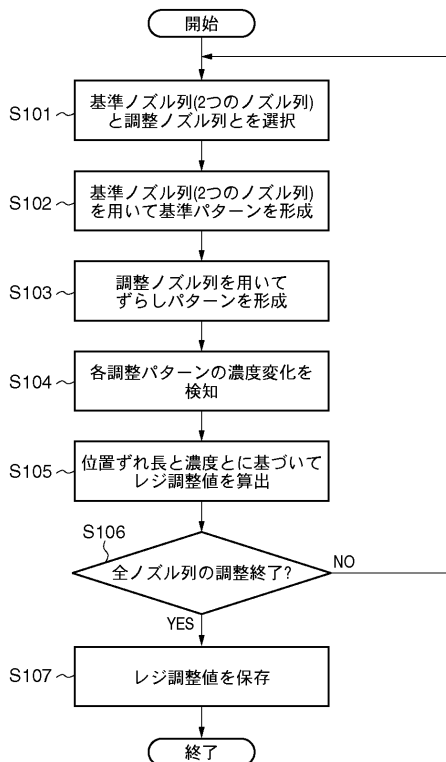 開始
S101
基準ノズル列(2つのノズル列)
と調整ノズル列とを選択
S102
基準ノズル列(2つのノズル列)
を用いて基準パターンを形成
S103
調整ノズル列を用いて
ずらしパターンを形成
S104
各調整パターンの濃度変化を
検知
S105
位置ずれ長と濃度とに基づいて
レジ調整値を算出
S106
全ノズル列の調整終了?
NO
YES
S107
レジ調整値を保存
終了